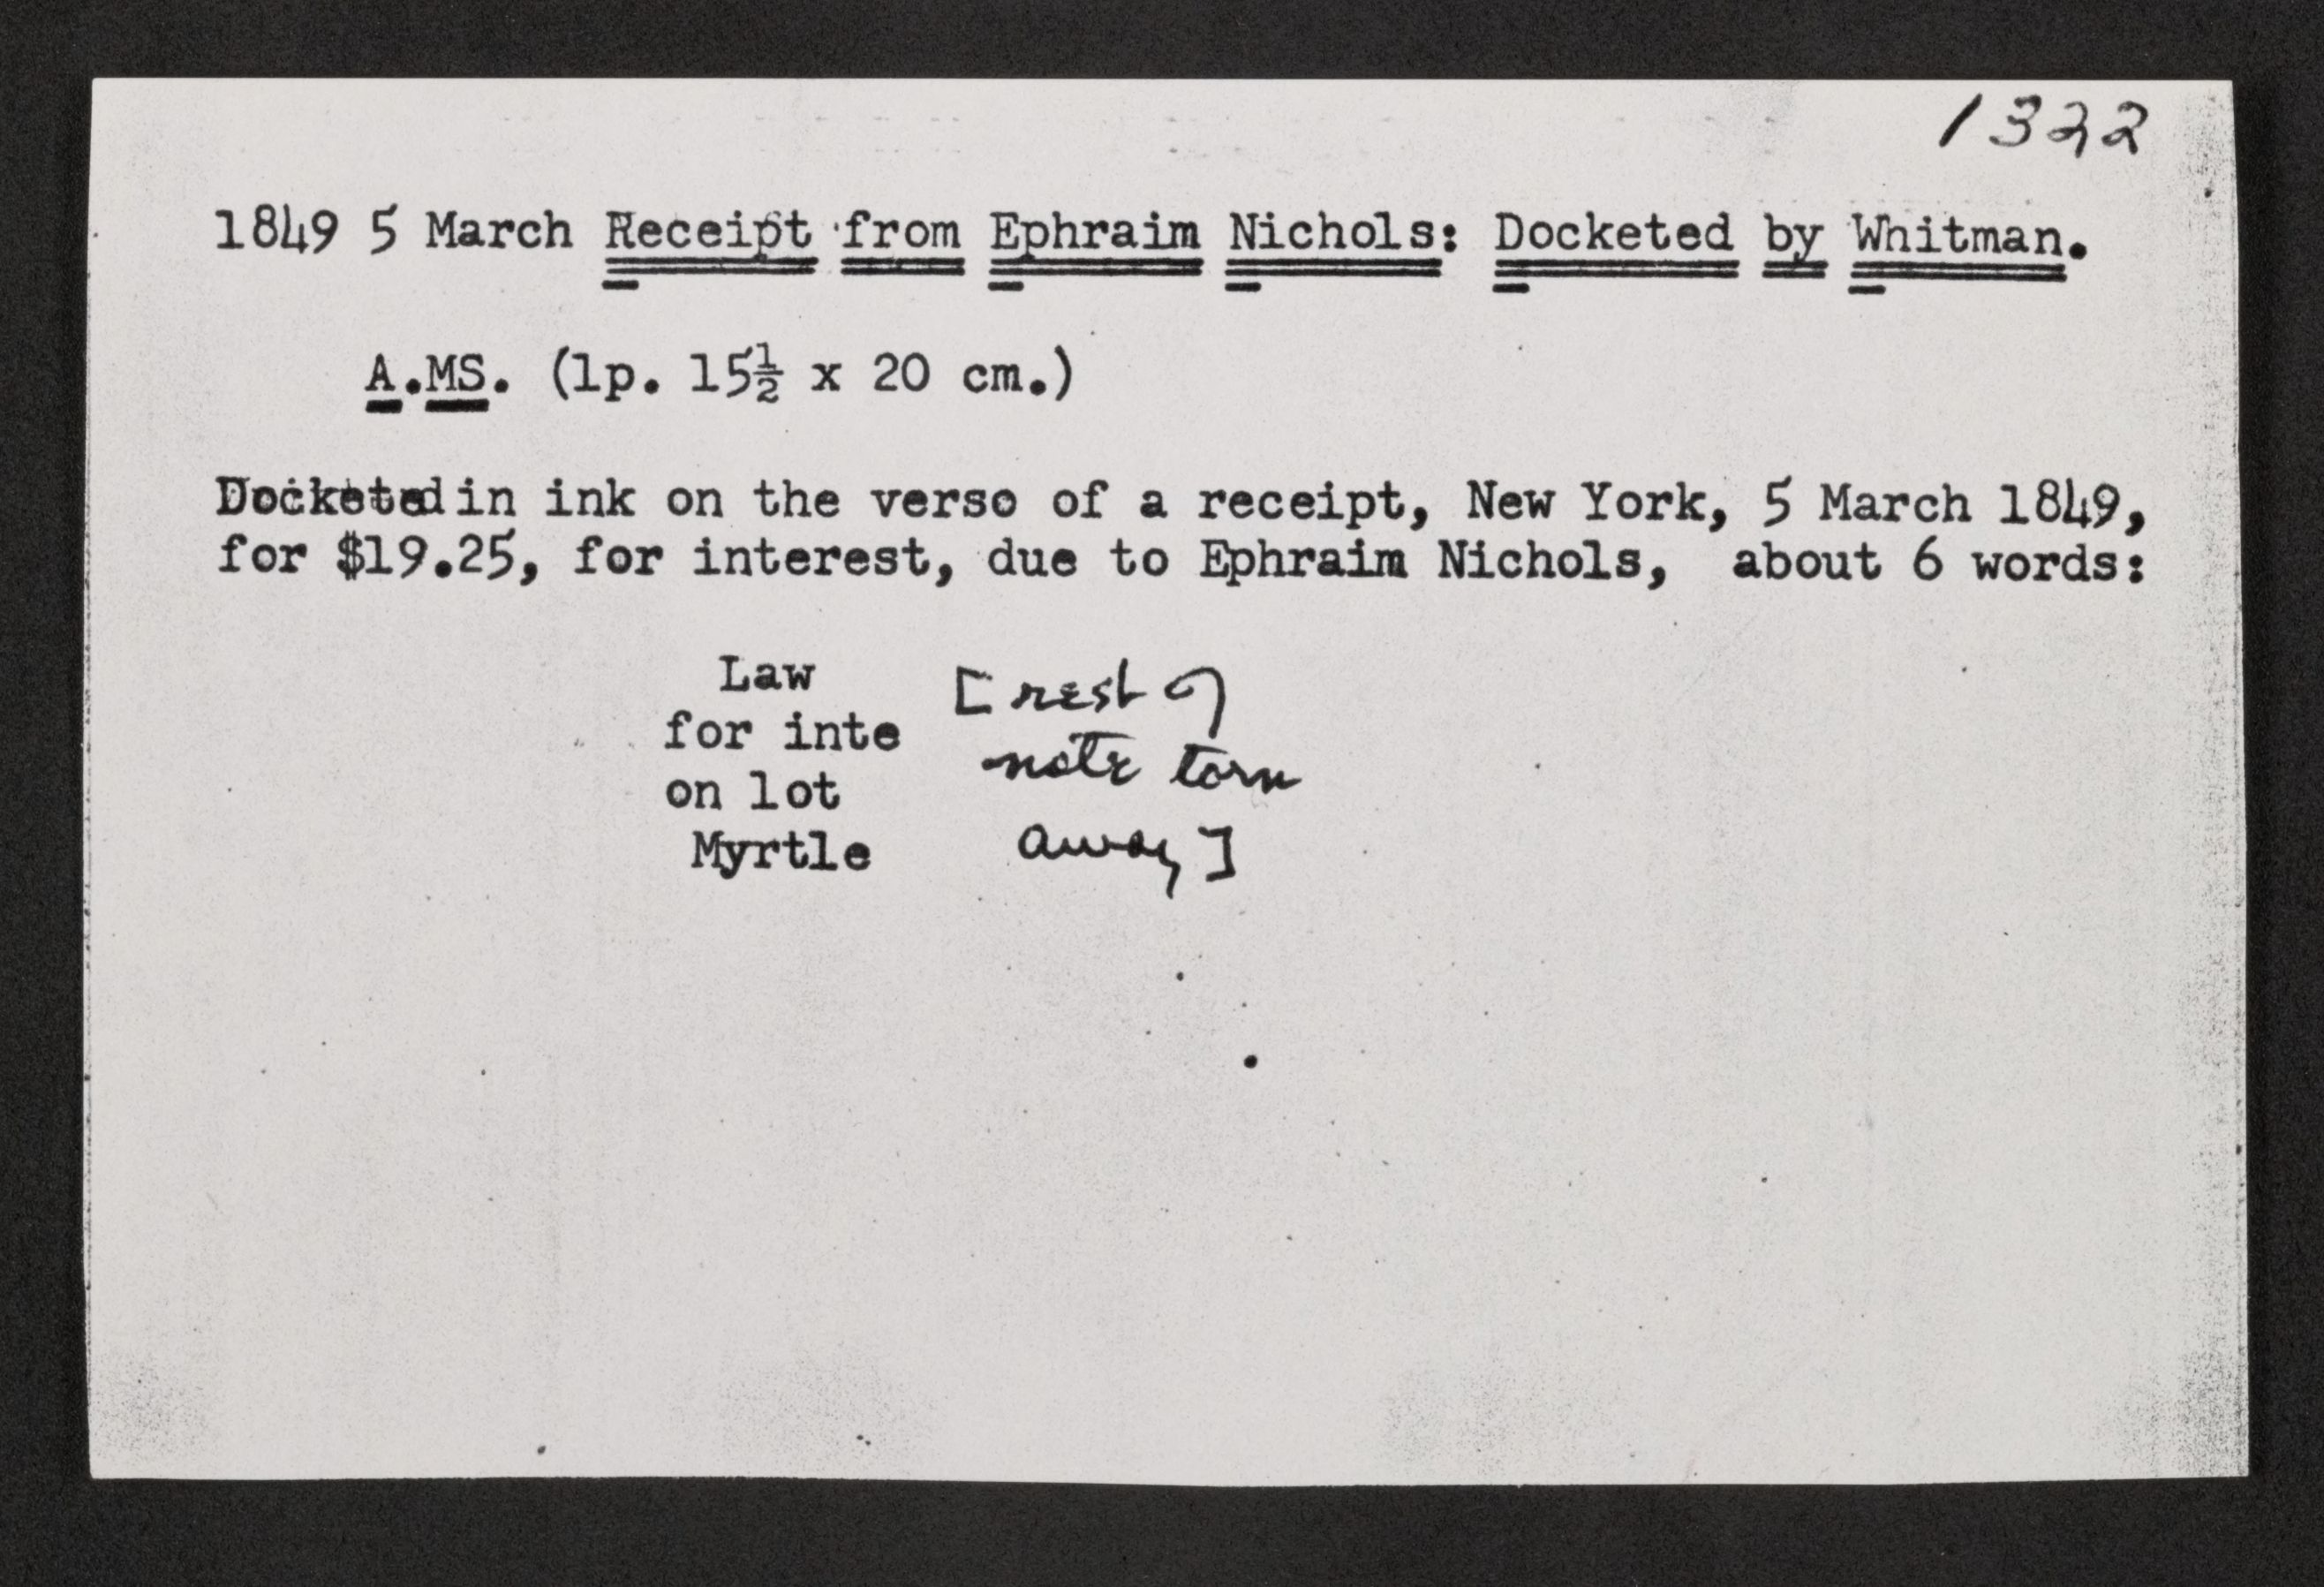 1322
1849 5 March Receipt from Ephraim Nichols: Docketed by Whitman.
A.MS. (lp. 15½ x 20 cm.)
Docketed in ink on the verso of a receipt, New York, 5 March 1849,
for $19.25, for interest, due to Ephraim Nichols, about 6 words:
Law [rest of
for inte
note torn
on lot
Myrtle away]